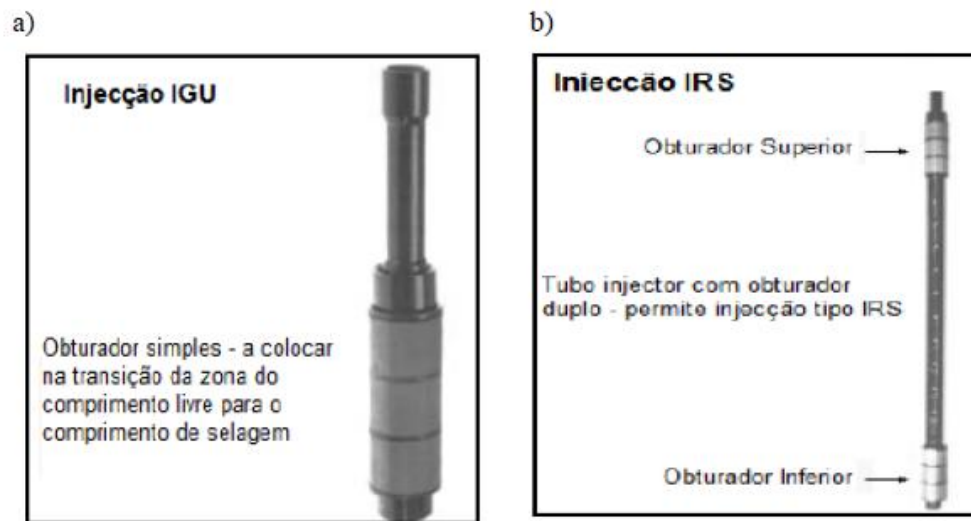 a)
b)
Injecção IGU
Obturador simples - a colocar
na transição da zona do
comprimento livre para o
comprimento de selagem
Inieccão IRS
Obturador Superior
Tubo injector com obturador
duplo - permite injecção tipo IRS
Obturador Inferior